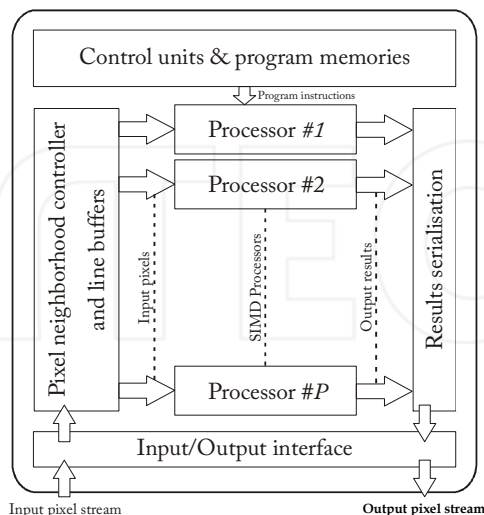 Control units & program memories
Program instructions
Pixel neighborhood controller
and line buffers
Processor #1
Processor #2
Input pixels
SIMD Processors
Output results
Results serialisation
Processor #P
Input/Output interface
Input pixel stream
Output pixel stream